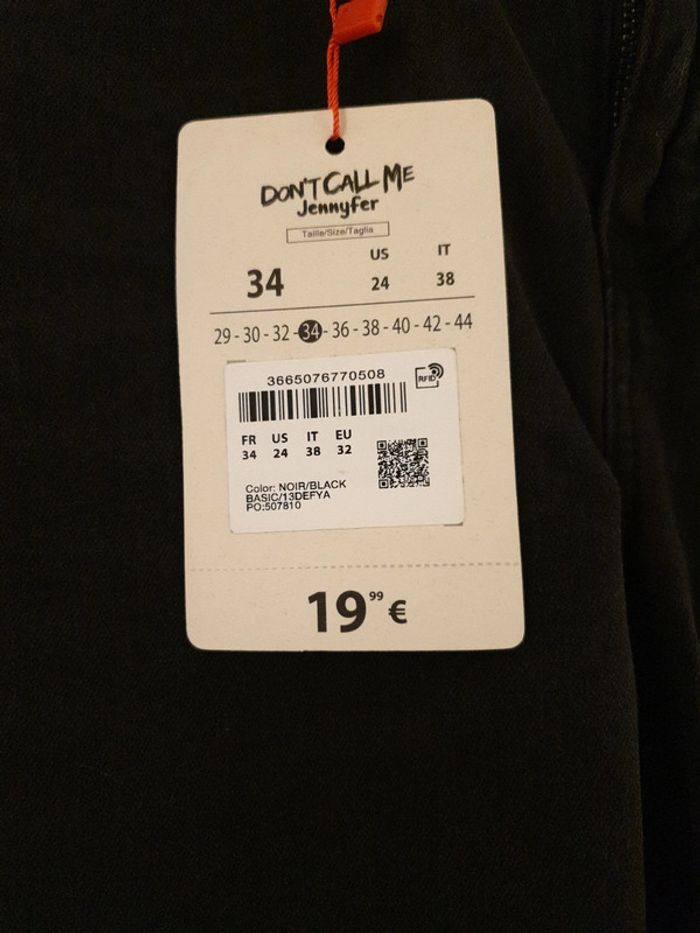 DON'T CALL ME
Jennyfer
Taille/Size/Taglia
US IT
34 24 38
29 - 30 - 32 - 34 - 36 - 38 - 40 - 42 - 44
3665076770508
RFID
FR US IT EU
34 24 38 32
Color: NOIR/BLACK
BASIC/13DEFYA
PO:507810
19,99 €